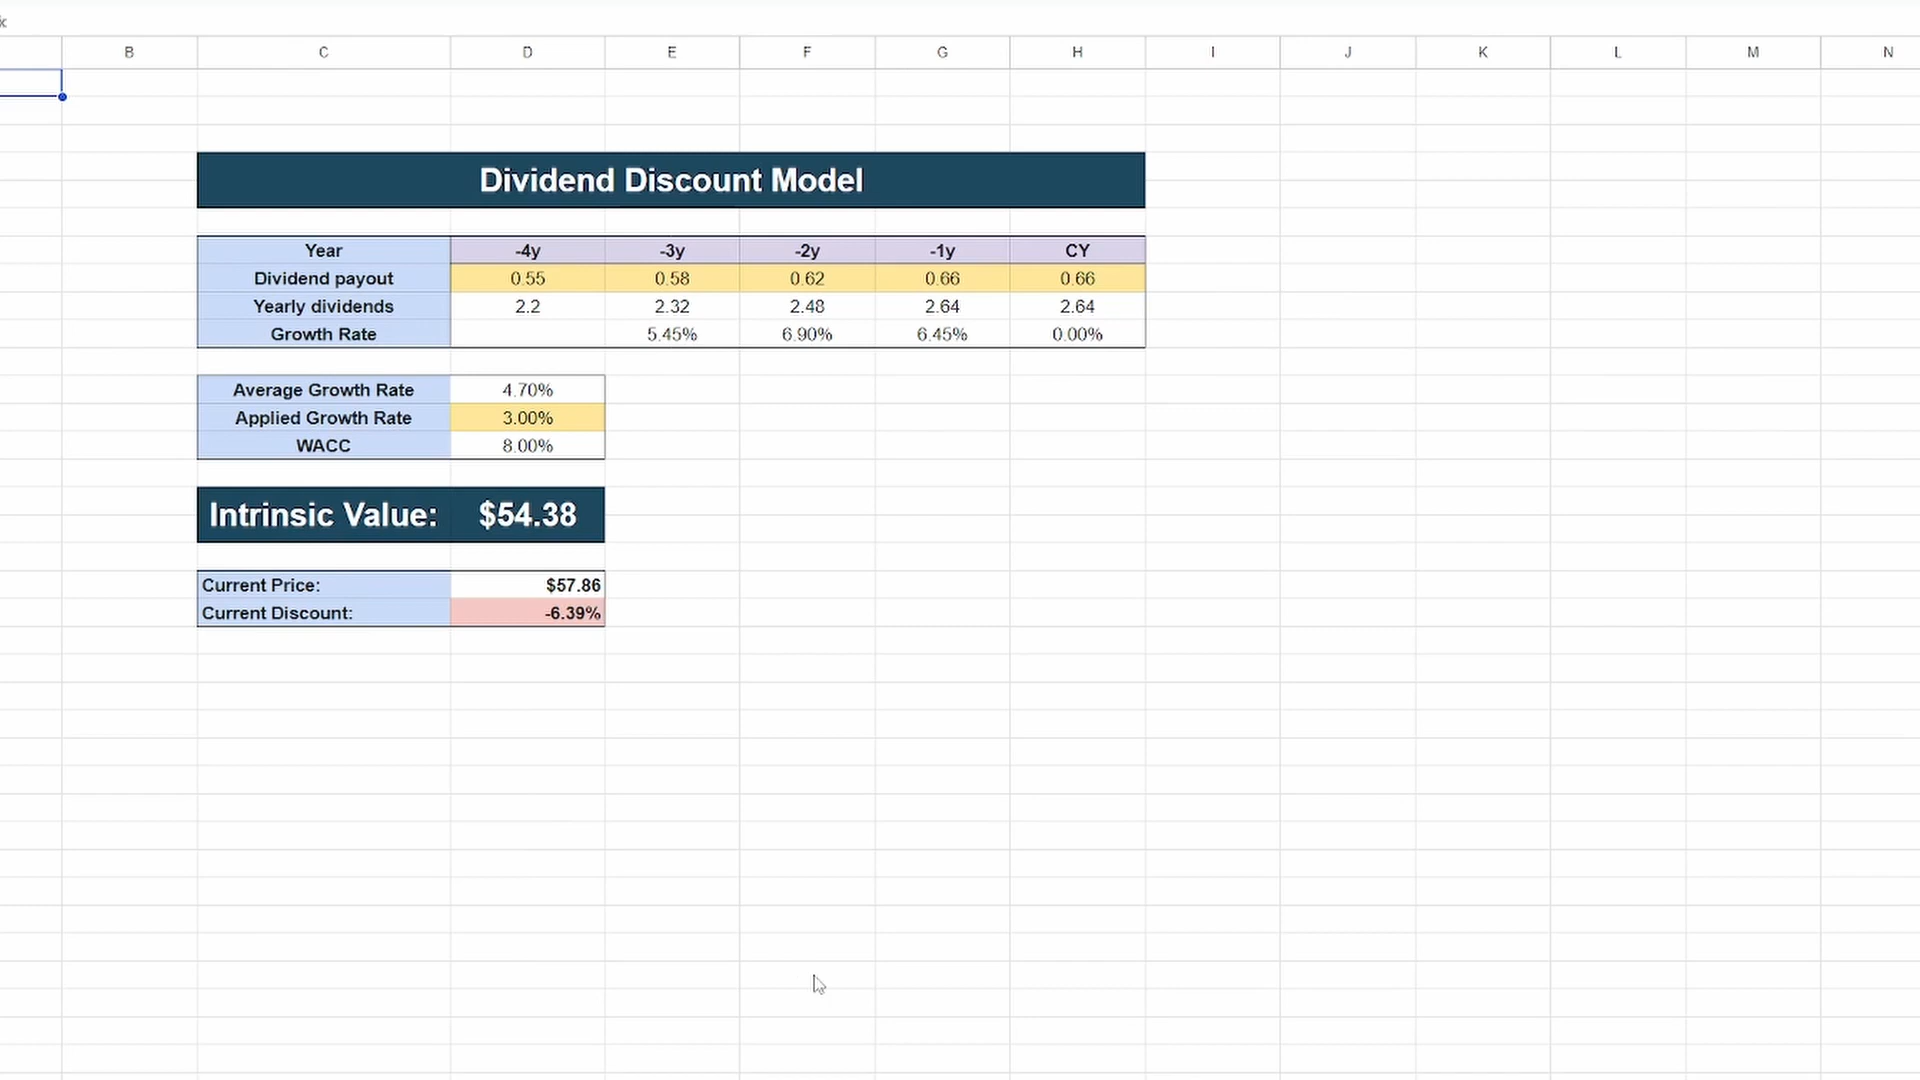 B C D E F G H I J K L M N
Dividend Discount Model
Year -4y -3y -2y -1y CY
Dividend payout 0.55 0.58 0.62 0.66 0.66
Yearly dividends 2.2 2.32 2.48 2.64 2.64
Growth Rate 5.45% 6.90% 6.45% 0.00%
Average Growth Rate 4.70%
Applied Growth Rate 3.00%
WACC 8.00%
Intrinsic Value: $54.38
Current Price: $57.86
Current Discount: -6.39%